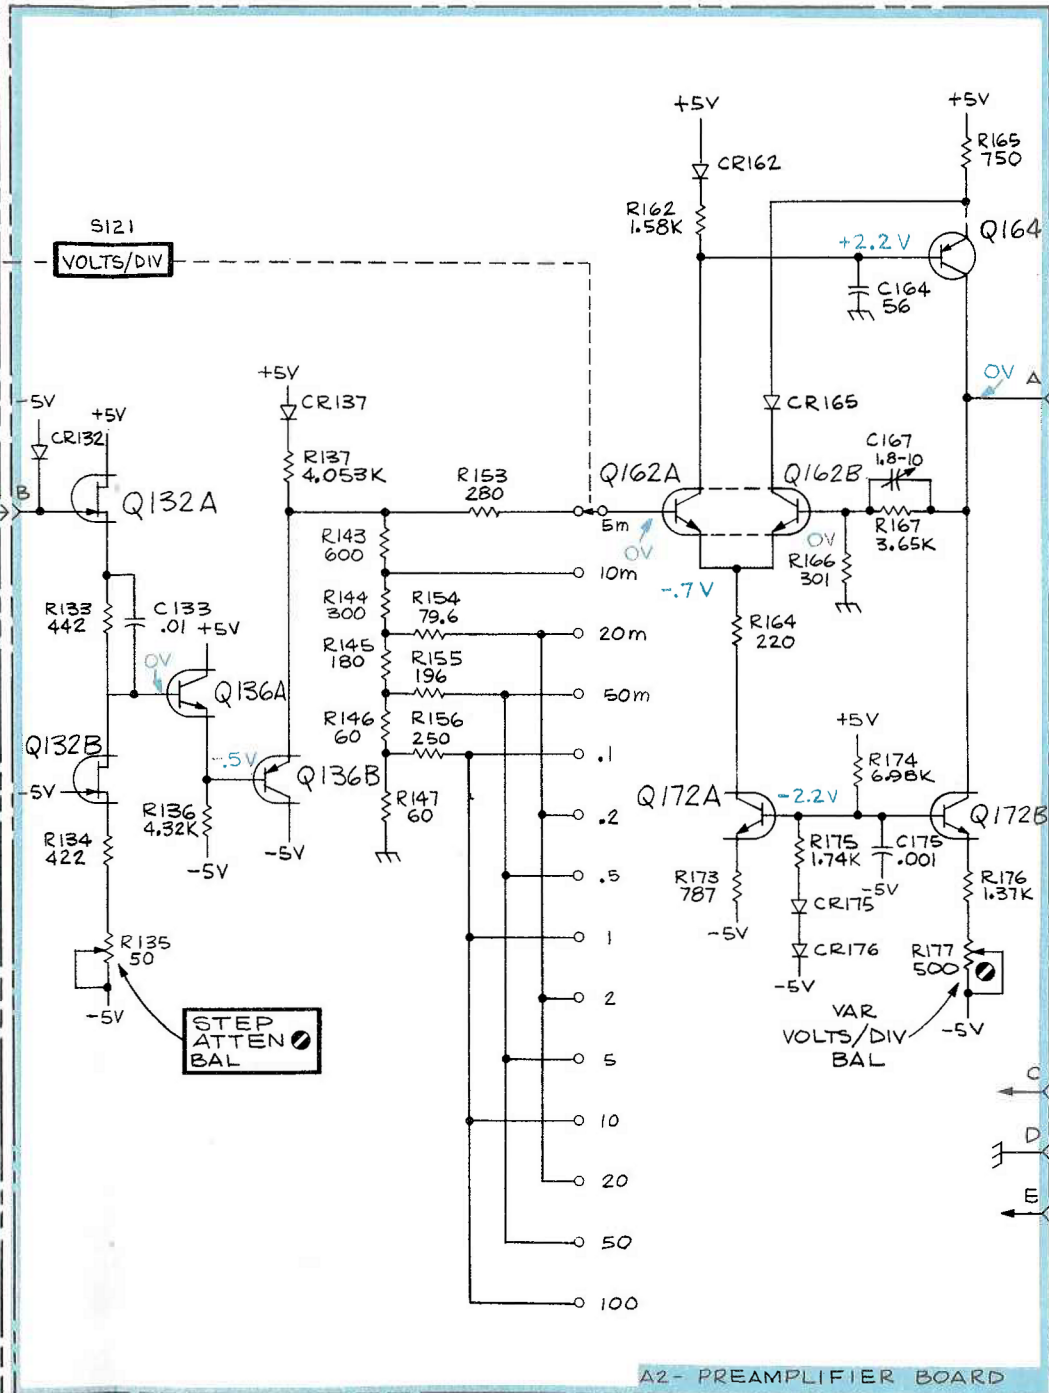 +5V
+5V
R165
750
CR162
R162
1.58K
S121
VOLTS/DIV
+2.2V
Q164
C164
56
+5V
0V
A
-5V
+5V
CR137
CR165
CR132
C167
1.8-10
R137
4.053K
R153
280
Q162A
Q162B
B
Q132A
5m
0V
0V
R167
3.65K
R143
600
R166
301
10m
-.7V
R133
442
C133
.01
+5V
R144
300
R154
79.6
20m
R164
220
0V
R145
180
R155
196
Q136A
50m
Q132B
-.5V
R146
60
R156
250
+5V
.1
Q136B
R174
6.98K
-5V
R136
4.32K
R147
60
Q172A
-2.2V
Q172B
.2
R134
422
-5V
-5V
R175
1.74K
C175
.001
R173
787
.5
-5V
R176
1.37K
CR175
R135
50
1
-5V
CR176
R177
500
-5V
-5V
2
VAR
VOLTS/DIV
BAL
-5V
STEP
ATTEN
BAL
5
C
10
D
20
E
50
100
A2- PREAMPLIFIER BOARD